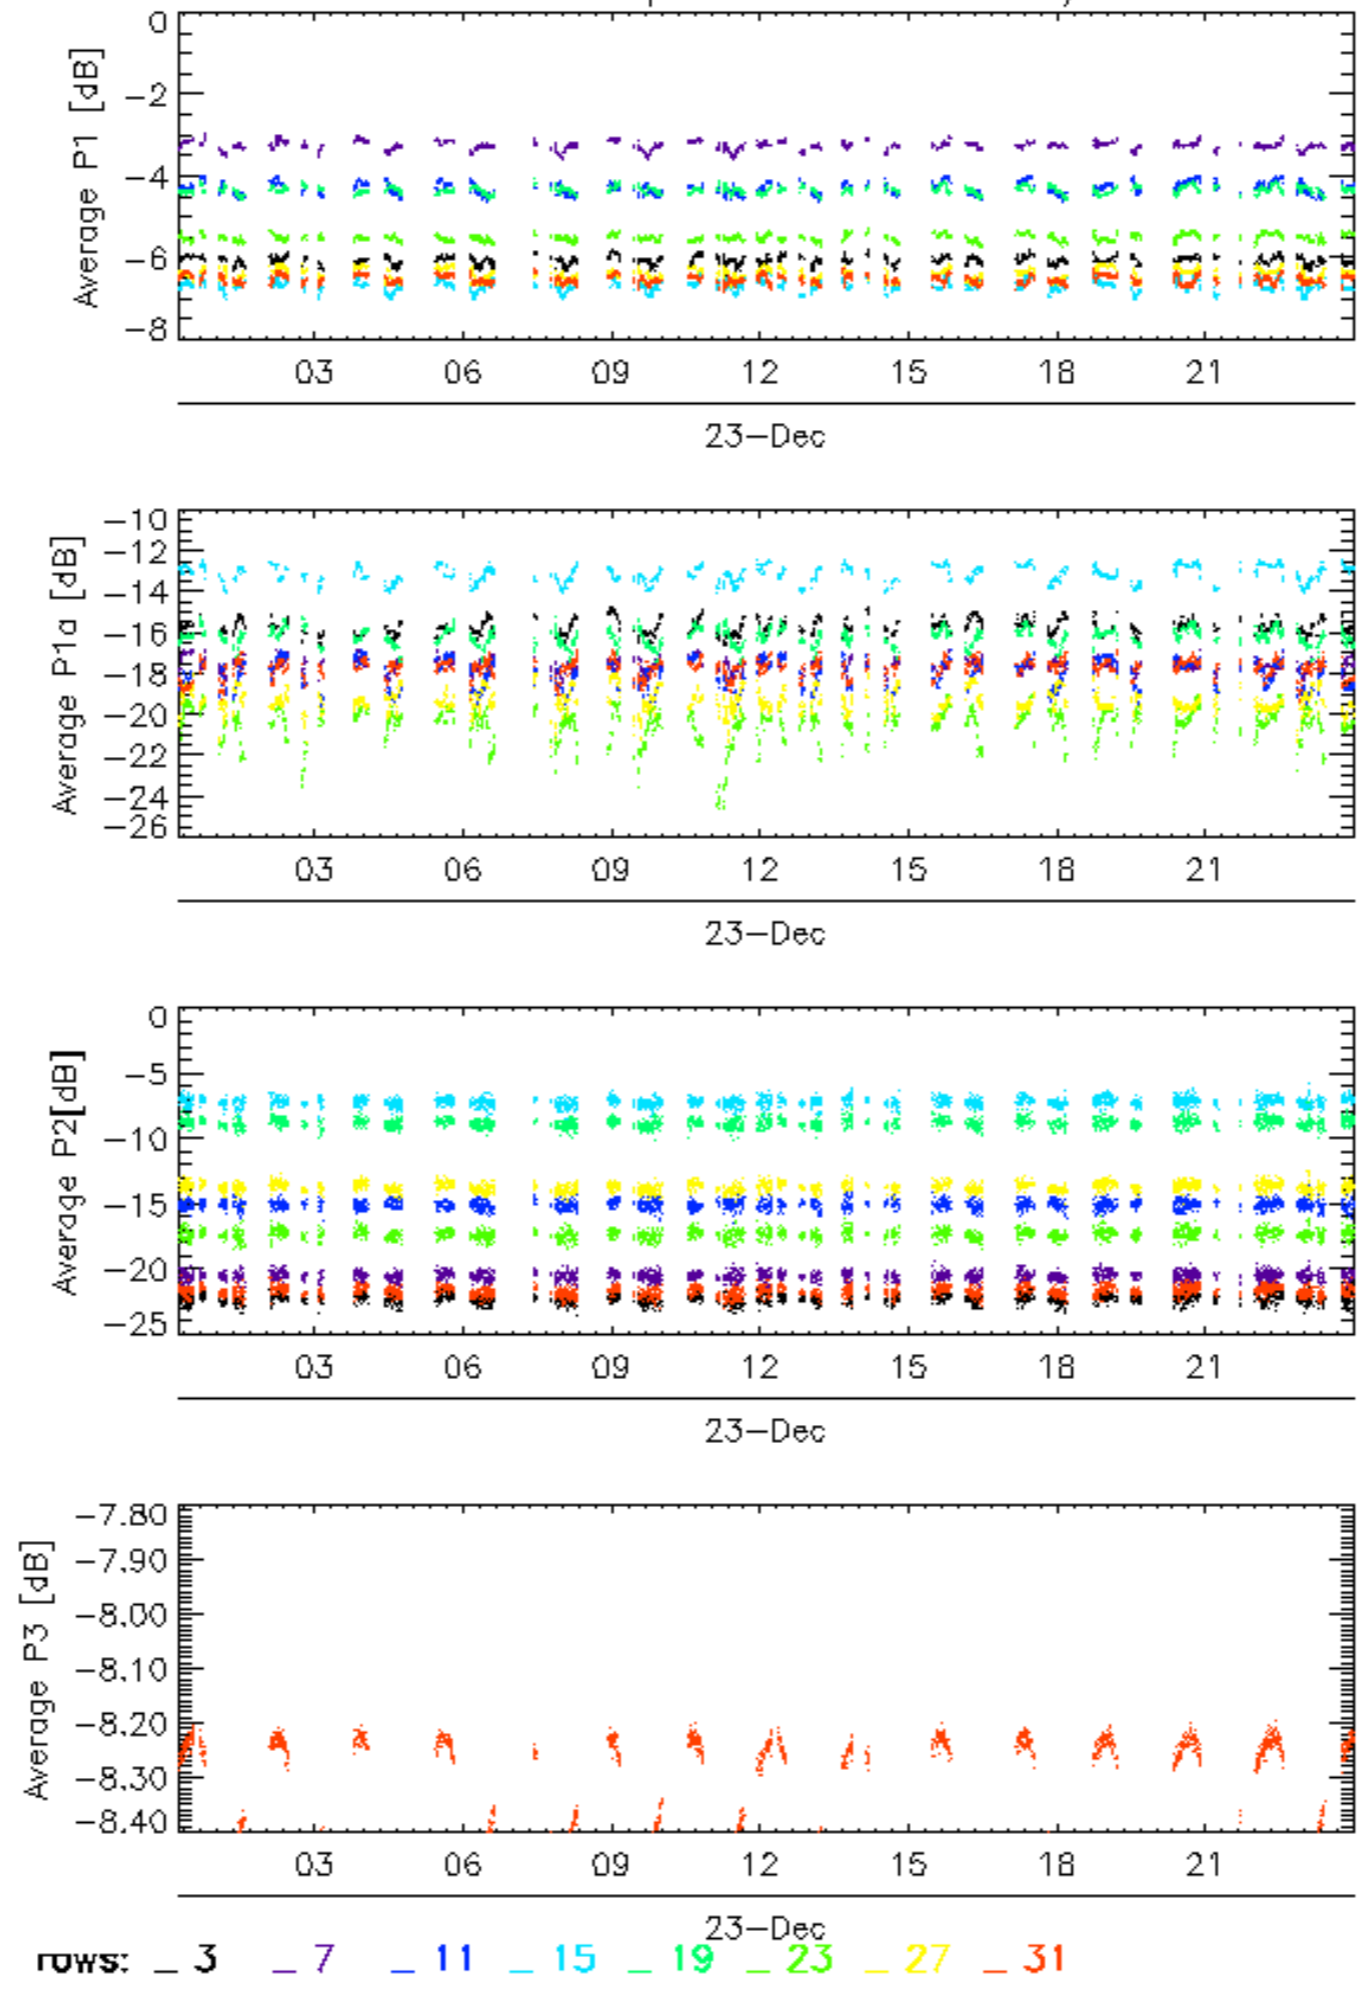 0
-2
-4
-6
-8
Average P1 [dB]
03 06 09 12 15 18 21
23-Dec
-10
-12
-14
-16
-18
-20
-22
-24
-26
Average P1a [dB]
03 06 09 12 15 18 21
23-Dec
0
-5
-10
-15
-20
-25
Average P2[dB]
03 06 09 12 15 18 21
23-Dec
-7.80
-7.90
-8.00
-8.10
-8.20
-8.30
-8.40
Average P3 [dB]
03 06 09 12 15 18 21
23-Dec
rows: _ 3 _ 7 _ 11 _ 15 _ 19 _ 23 _ 27 _ 31